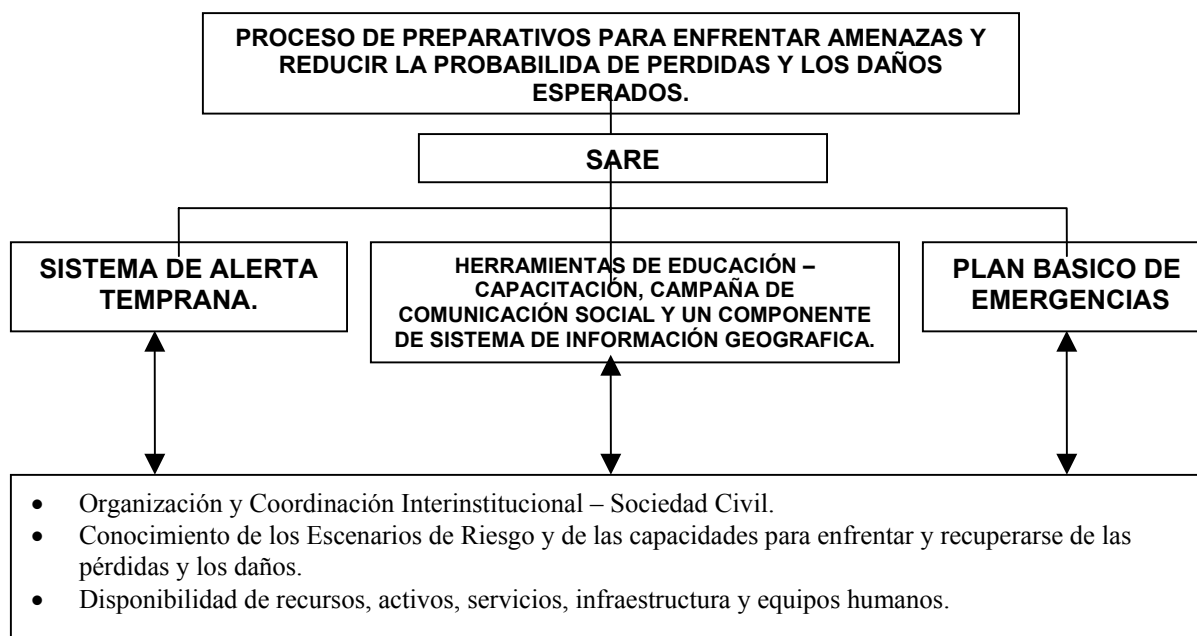 PROCESO DE PREPARATIVOS PARA ENFRENTAR AMENAZAS Y
REDUCIR LA PROBABILIDA DE PERDIDAS Y LOS DAÑOS
ESPERADOS.
SARE
SISTEMA DE ALERTA
TEMPRANA.
HERRAMIENTAS DE EDUCACIÓN –
CAPACITACIÓN, CAMPAÑA DE
COMUNICACIÓN SOCIAL Y UN COMPONENTE
DE SISTEMA DE INFORMACIÓN GEOGRAFICA.
PLAN BASICO DE
EMERGENCIAS
• Organización y Coordinación Interinstitucional – Sociedad Civil.
• Conocimiento de los Escenarios de Riesgo y de las capacidades para enfrentar y recuperarse de las
pérdidas y los daños.
• Disponibilidad de recursos, activos, servicios, infraestructura y equipos humanos.